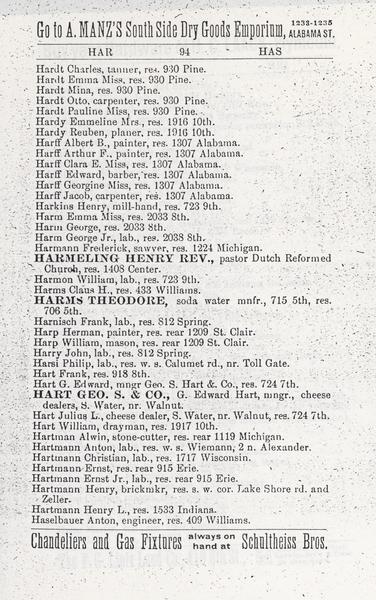 Go to A. MANZ'S South Side Dry Goods Emporium, 1233-1235 ALABAMA ST.
HAR 94 HAS
Hardt Charles, tanner, res. 930 Pine.
Hardt Emma Miss, res. 930 Pine.
Hardt Mina, res. 930 Pine.
Hardt Otto, carpenter, res. 930 Pine.
Hardt Pauline Miss, res. 930 Pine.
Hardy Emmeline Mrs., res. 1916 10th.
Hardy Reuben, planer, res. 1916 10th.
Harff Albert B., painter, res. 1307 Alabama.
Harff Arthur F., painter, res. 1307 Alabama.
Harff Clara E. Miss, res. 1307 Alabama.
Harff Edward, barber, res. 1307 Alabama.
Harff Georgine Miss, res. 1307 Alabama.
Harff Jacob, carpenter, res. 1307 Alabama.
Harkins Henry, mill-hand, res. 723 9th.
Harm Emma Miss, res. 2033 8th.
Harm George, res. 2033 8th.
Harm George Jr., lab., res. 2038 8th.
Harmann Frederick, sawyer, res. 1224 Michigan.
HARMELING HENRY REV., pastor Dutch Reformed
Church, res. 1408 Center.
Harmon William, lab., res. 723 9th.
Harms Claus H., res. 433 Williams.
HARMS THEODORE, soda water mnfr., 715 5th, res.
706 5th.
Harnisch Frank, lab., res. 812 Spring.
Harp Herman, painter, res. rear 1209 St. Clair.
Harp William, mason, res. rear 1209 St. Clair.
Harry John, lab., res. 812 Spring.
Harsi Philip, lab., res. w. s. Calumet rd., nr. Toll Gate.
Hart Frank, res. 918 8th.
Hart G. Edward, mngr Geo. S. Hart &. Co., res. 724 7th.
HART GEO. S. & CO., G. Edward Hart, mngr., cheese
dealers, S. Water, nr. Walnut.
Hart Julius L., cheese dealer, S. Water, nr. Walnut, res. 724 7th.
Hart William, drayman, res. 1917 10th.
Hartman Alwin, stone-cutter, res. rear 1119 Michigan.
Hartmann Anton, lab., res. w. s. Wiemann, 2 n. Alexander.
Hartmann Christian, lab., res. 1717 Wisconsin.
Hartmann Ernst, res. rear 915 Erie.
Hartmann Ernst Jr., lab., res. rear 915 Erie.
Hartmann Henry, brickmkr, res. s. w. cor. Lake Shore rd. and
Zeller.
Hartmann Henry L., res. 1533 Indiana.
Haselbauer Anton, engineer, res. 409 Williams.
Chandeliers and Gas Fixtures always on hand at Schultheiss Bros.